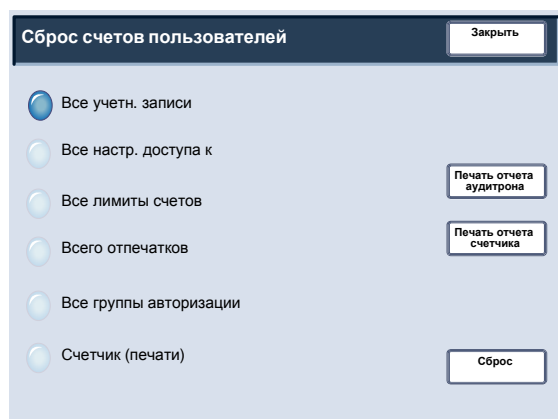 Сброс счетов пользователей
Закрыть
Все учетн. записи
Все настр. доступа к
Все лимиты счетов
Всего отпечатков
Все группы авторизации
Счетчик (печати)
Печать отчета
аудитрона
Печать отчета
счетчика
Сброс